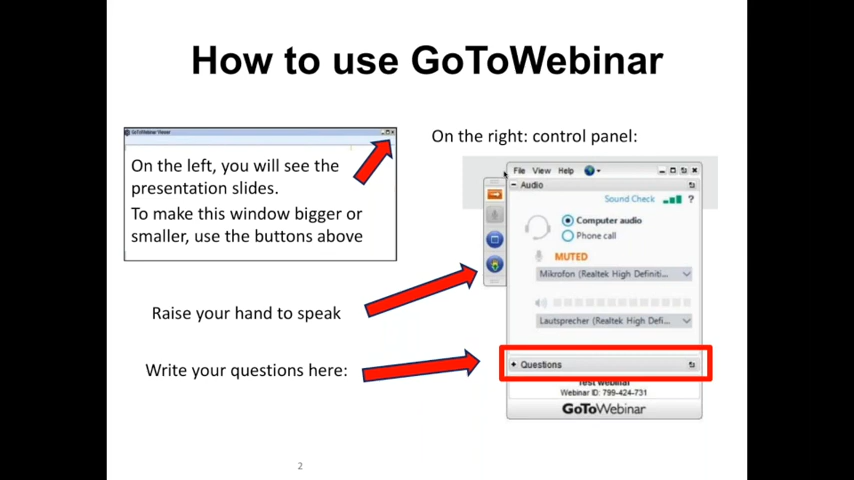 How to use GoToWebinar
GoToWebinar Viewer
On the left, you will see the
presentation slides.
To make this window bigger or
smaller, use the buttons above
On the right: control panel:
File View Help
Audio
Sound Check ?
Computer audio
Phone call
MUTED
Mikrofon (Realtek High Definiti...
Lautsprecher (Realtek High Defi...
Raise your hand to speak
Write your questions here:
+ Questions
Test webinar
Webinar ID: 799-424-731
GoToWebinar
2